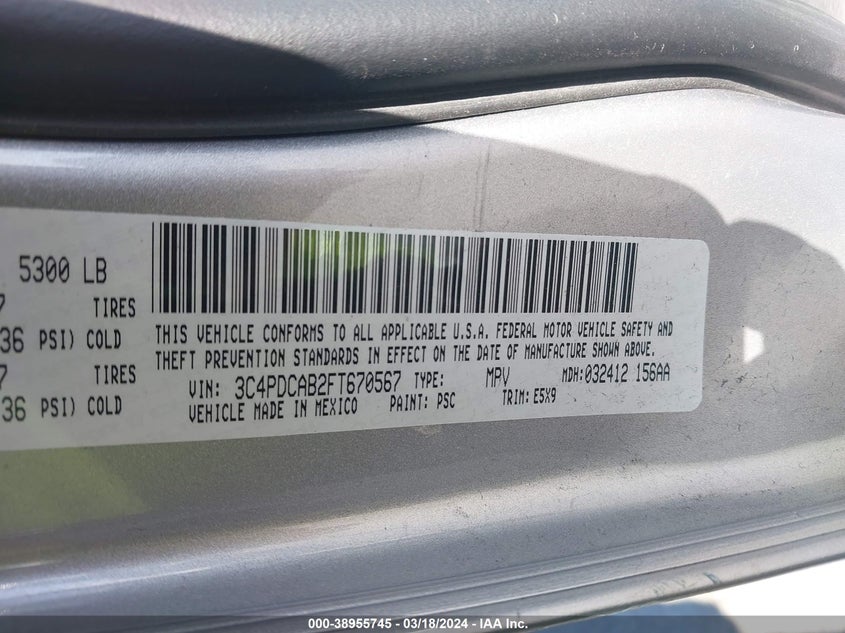 5300 LB
7 TIRES
36 PSI) COLD
7 TIRES
36 PSI) COLD
THIS VEHICLE CONFORMS TO ALL APPLICABLE U.S.A. FEDERAL MOTOR VEHICLE SAFETY AND
THEFT PREVENTION STANDARDS IN EFFECT ON THE DATE OF MANUFACTURE SHOWN ABOVE.
VIN: 3C4PDCAB2FT670567 TYPE: MPV MDH:032412 156AA
VEHICLE MADE IN MEXICO PAINT: PSC TRIM: E5X9
000-38955745 - 03/18/2024 - IAA Inc.